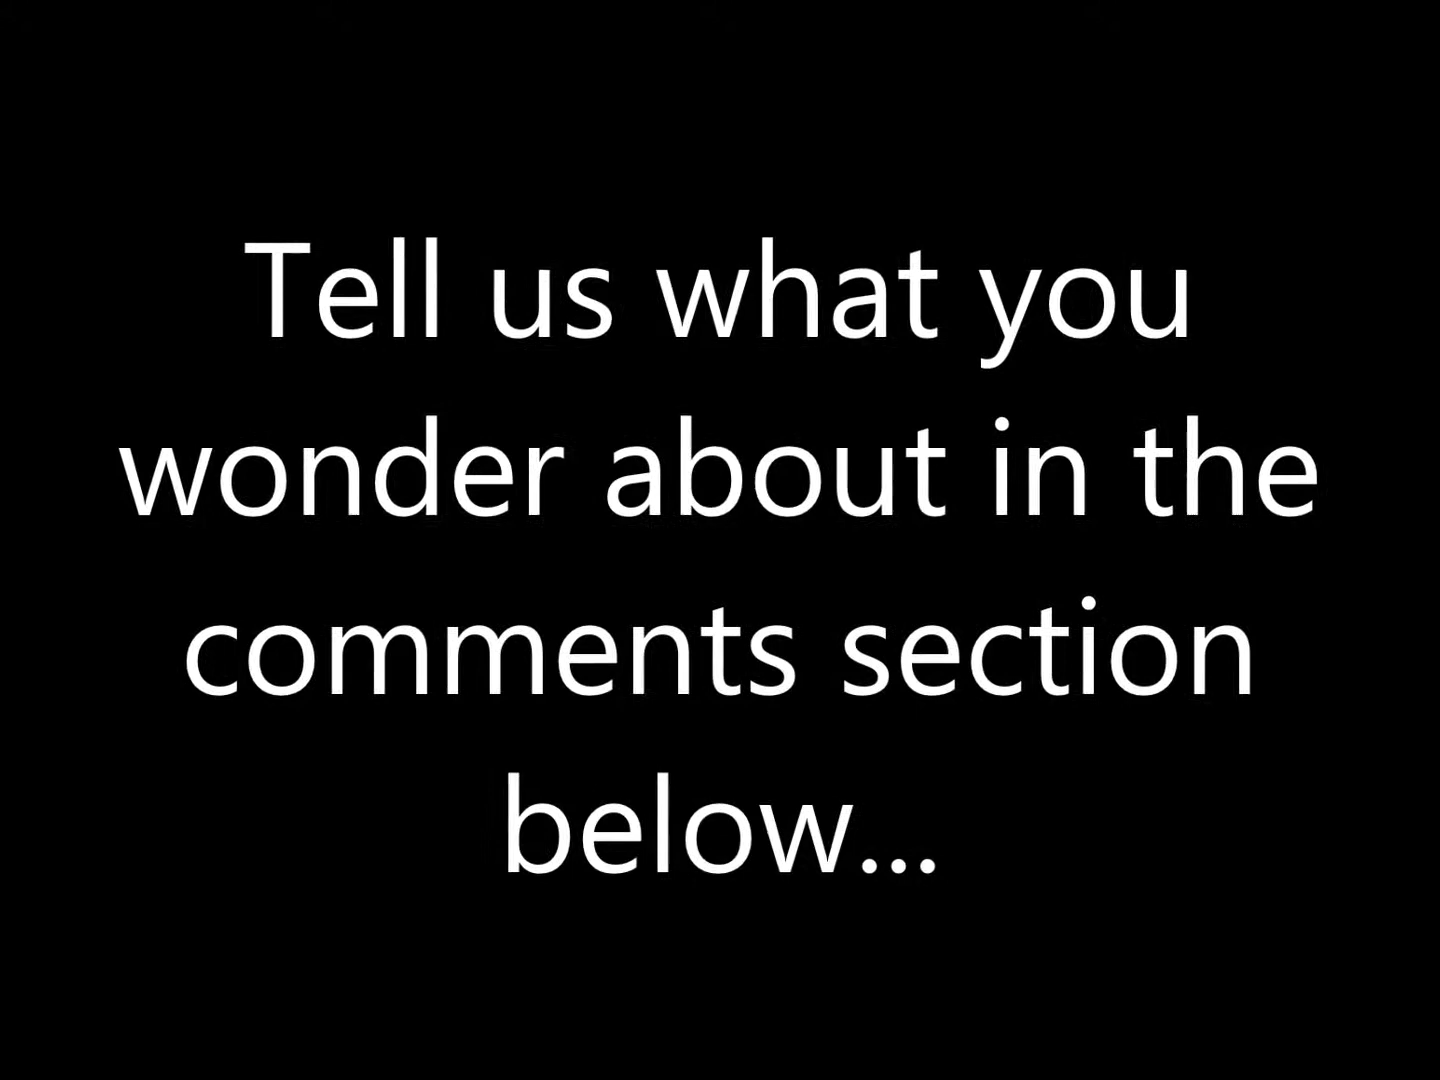 Tell us what you
wonder about in the
comments section
below...